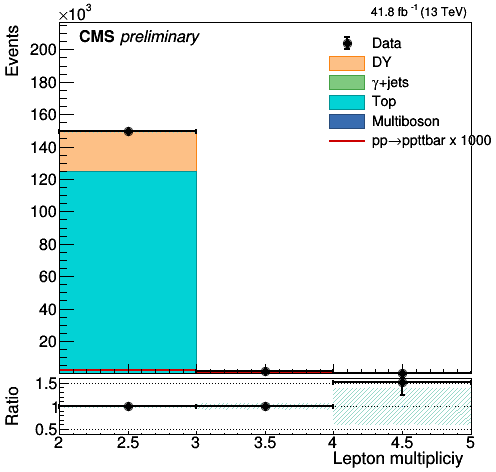 ×10³
41.8 fb⁻¹ (13 TeV)
CMS preliminary
Events
200
180
160
140
120
100
80
60
40
20
Data
DY
γ+jets
Top
Multiboson
pp→ppttbar x 1000
Ratio
1.5
1
0.5
2 2.5 3 3.5 4 4.5 5
Lepton multipliciy